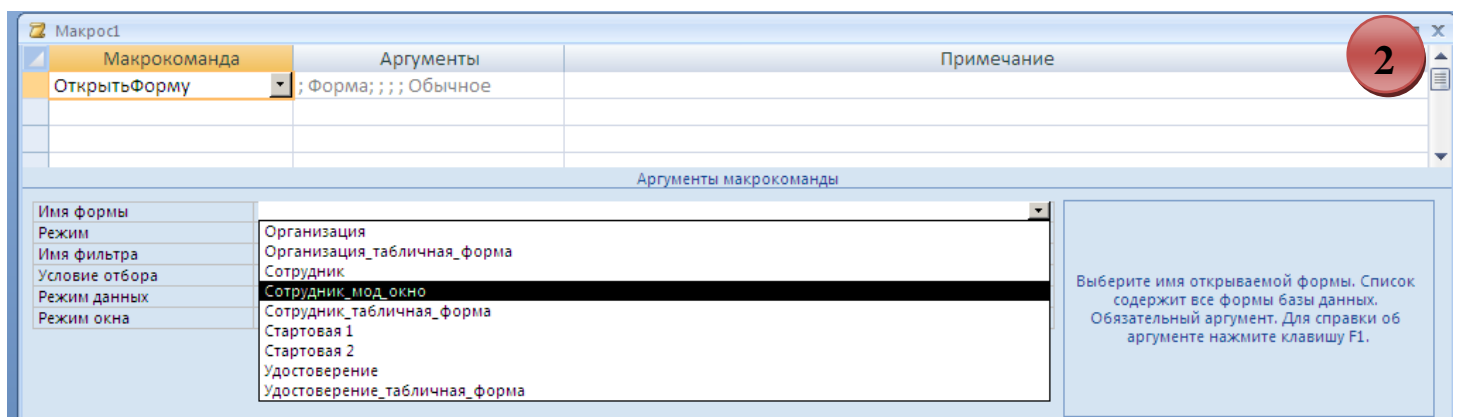 Макрос1
2
Макрокоманда Аргументы Примечание
ОткрытьФорму ; Форма; ; ; ; Обычное
Аргументы макрокоманды
Имя формы
Режим
Имя фильтра
Условие отбора
Режим данных
Режим окна
Организация
Организация_табличная_форма
Сотрудник
Сотрудник_мод_окно
Сотрудник_табличная_форма
Стартовая 1
Стартовая 2
Удостоверение
Удостоверение_табличная_форма
Выберите имя открываемой формы. Список
содержит все формы базы данных.
Обязательный аргумент. Для справки об
аргументе нажмите клавишу F1.